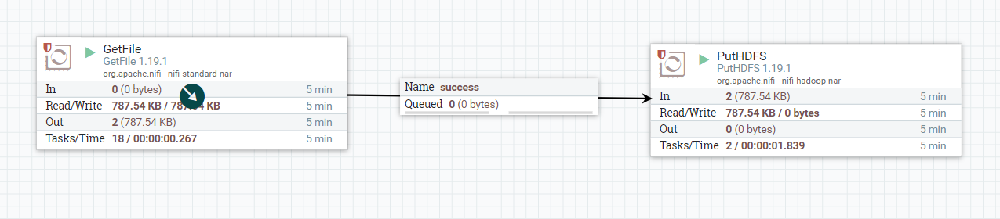 GetFile
GetFile 1.19.1
org.apache.nifi - nifi-standard-nar
In 0 (0 bytes) 5 min
Read/Write 787.54 KB / 787.54 KB 5 min
Out 2 (787.54 KB) 5 min
Tasks/Time 18 / 00:00:00.267 5 min
Name success
Queued 0 (0 bytes)
PutHDFS
PutHDFS 1.19.1
org.apache.nifi - nifi-hadoop-nar
In 2 (787.54 KB) 5 min
Read/Write 787.54 KB / 0 bytes 5 min
Out 0 (0 bytes) 5 min
Tasks/Time 2 / 00:00:01.839 5 min